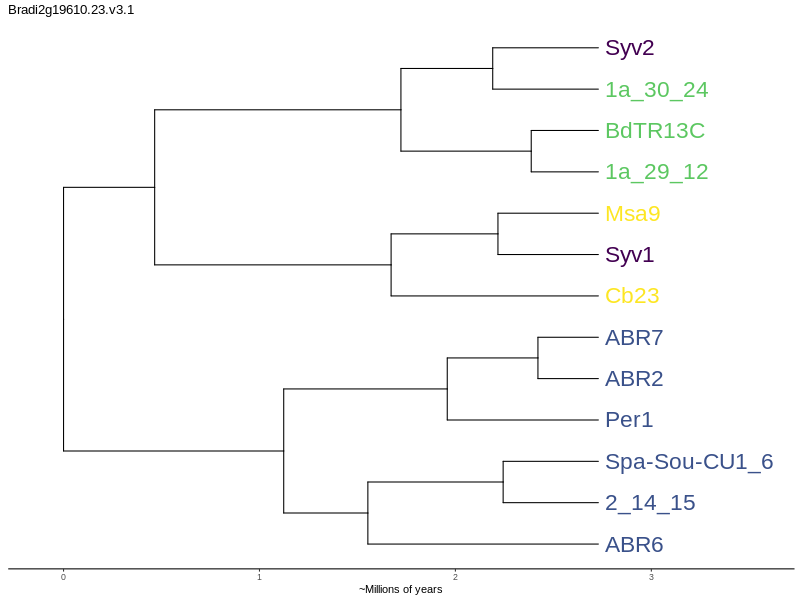 Bradi2g19610.23.v3.1
Syv2
1a_30_24
BdTR13C
1a_29_12
Msa9
Syv1
Cb23
ABR7
ABR2
Per1
Spa-Sou-CU1_6
2_14_15
ABR6
0 1 2 3
~Millions of years